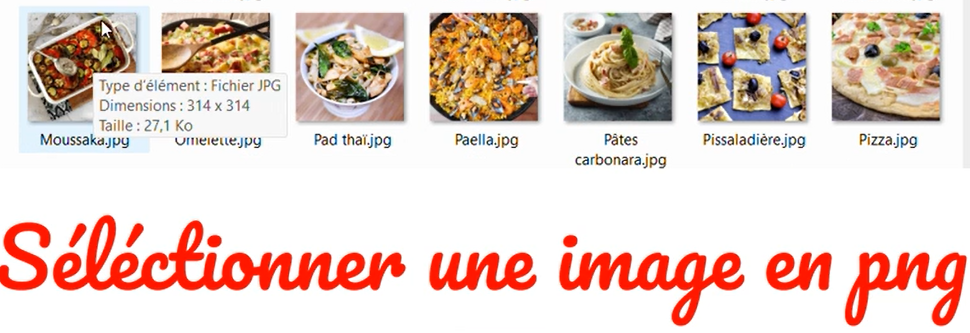 Type d'élément : Fichier JPG
Dimensions : 314 x 314
Taille : 27,1 Ko
Moussaka.jpg
Omelette.jpg
Pad thaï.jpg
Paella.jpg
Pâtes
carbonara.jpg
Pissaladière.jpg
Pizza.jpg
Séléctionner une image en png